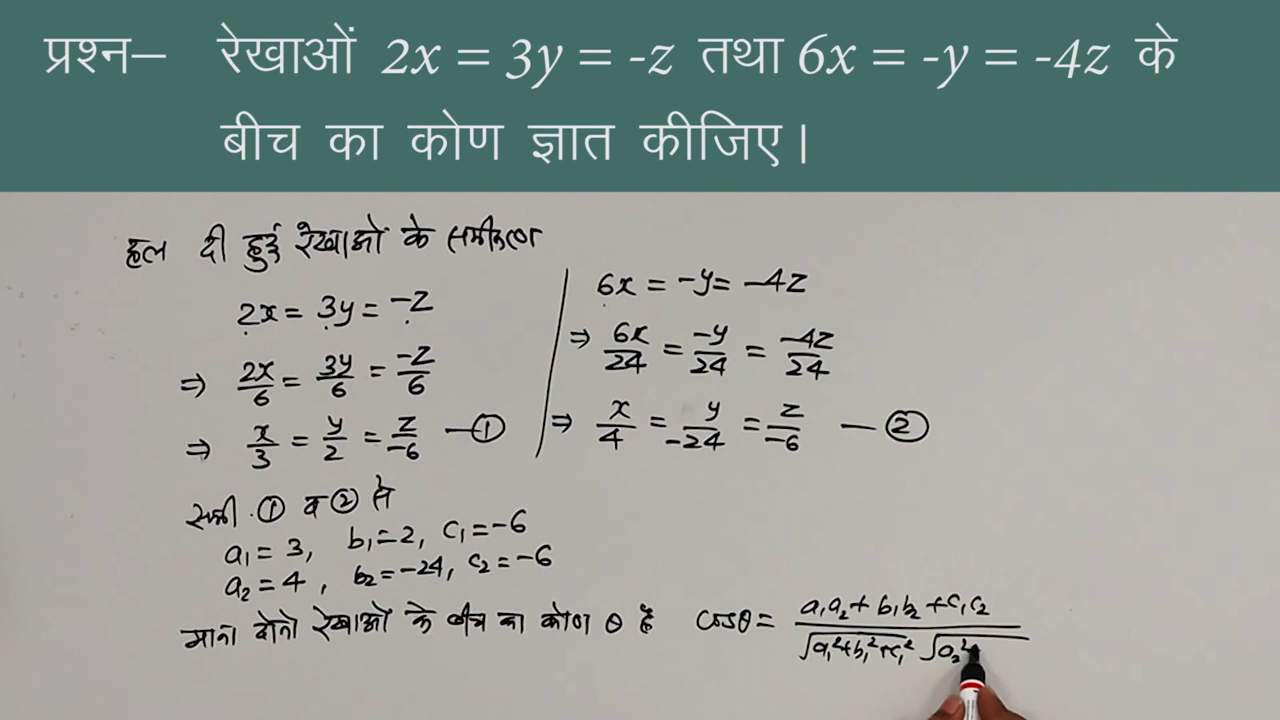 प्रश्न– रेखाओं 2x = 3y = -z तथा 6x = -y = -4z के
बीच का कोण ज्ञात कीजिए।
हल दी हुई रेखाओं के समीकरण
2x = 3y = -z
⇒ 2x/6 = 3y/6 = -z/6
⇒ x/3 = y/2 = z/-6 —①
6x = -y = -4z
⇒ 6x/24 = -y/24 = -4z/24
⇒ x/4 = y/-24 = z/-6 —②
समी ① व ② से
a₁ = 3, b₁ = 2, c₁ = -6
a₂ = 4, b₂ = -24, c₂ = -6
माना दोनो रेखाओं के बीच का कोण θ है cosθ = a₁a₂ + b₁b₂ + c₁c₂ / √a₁²+b₁²+c₁² √a₂²